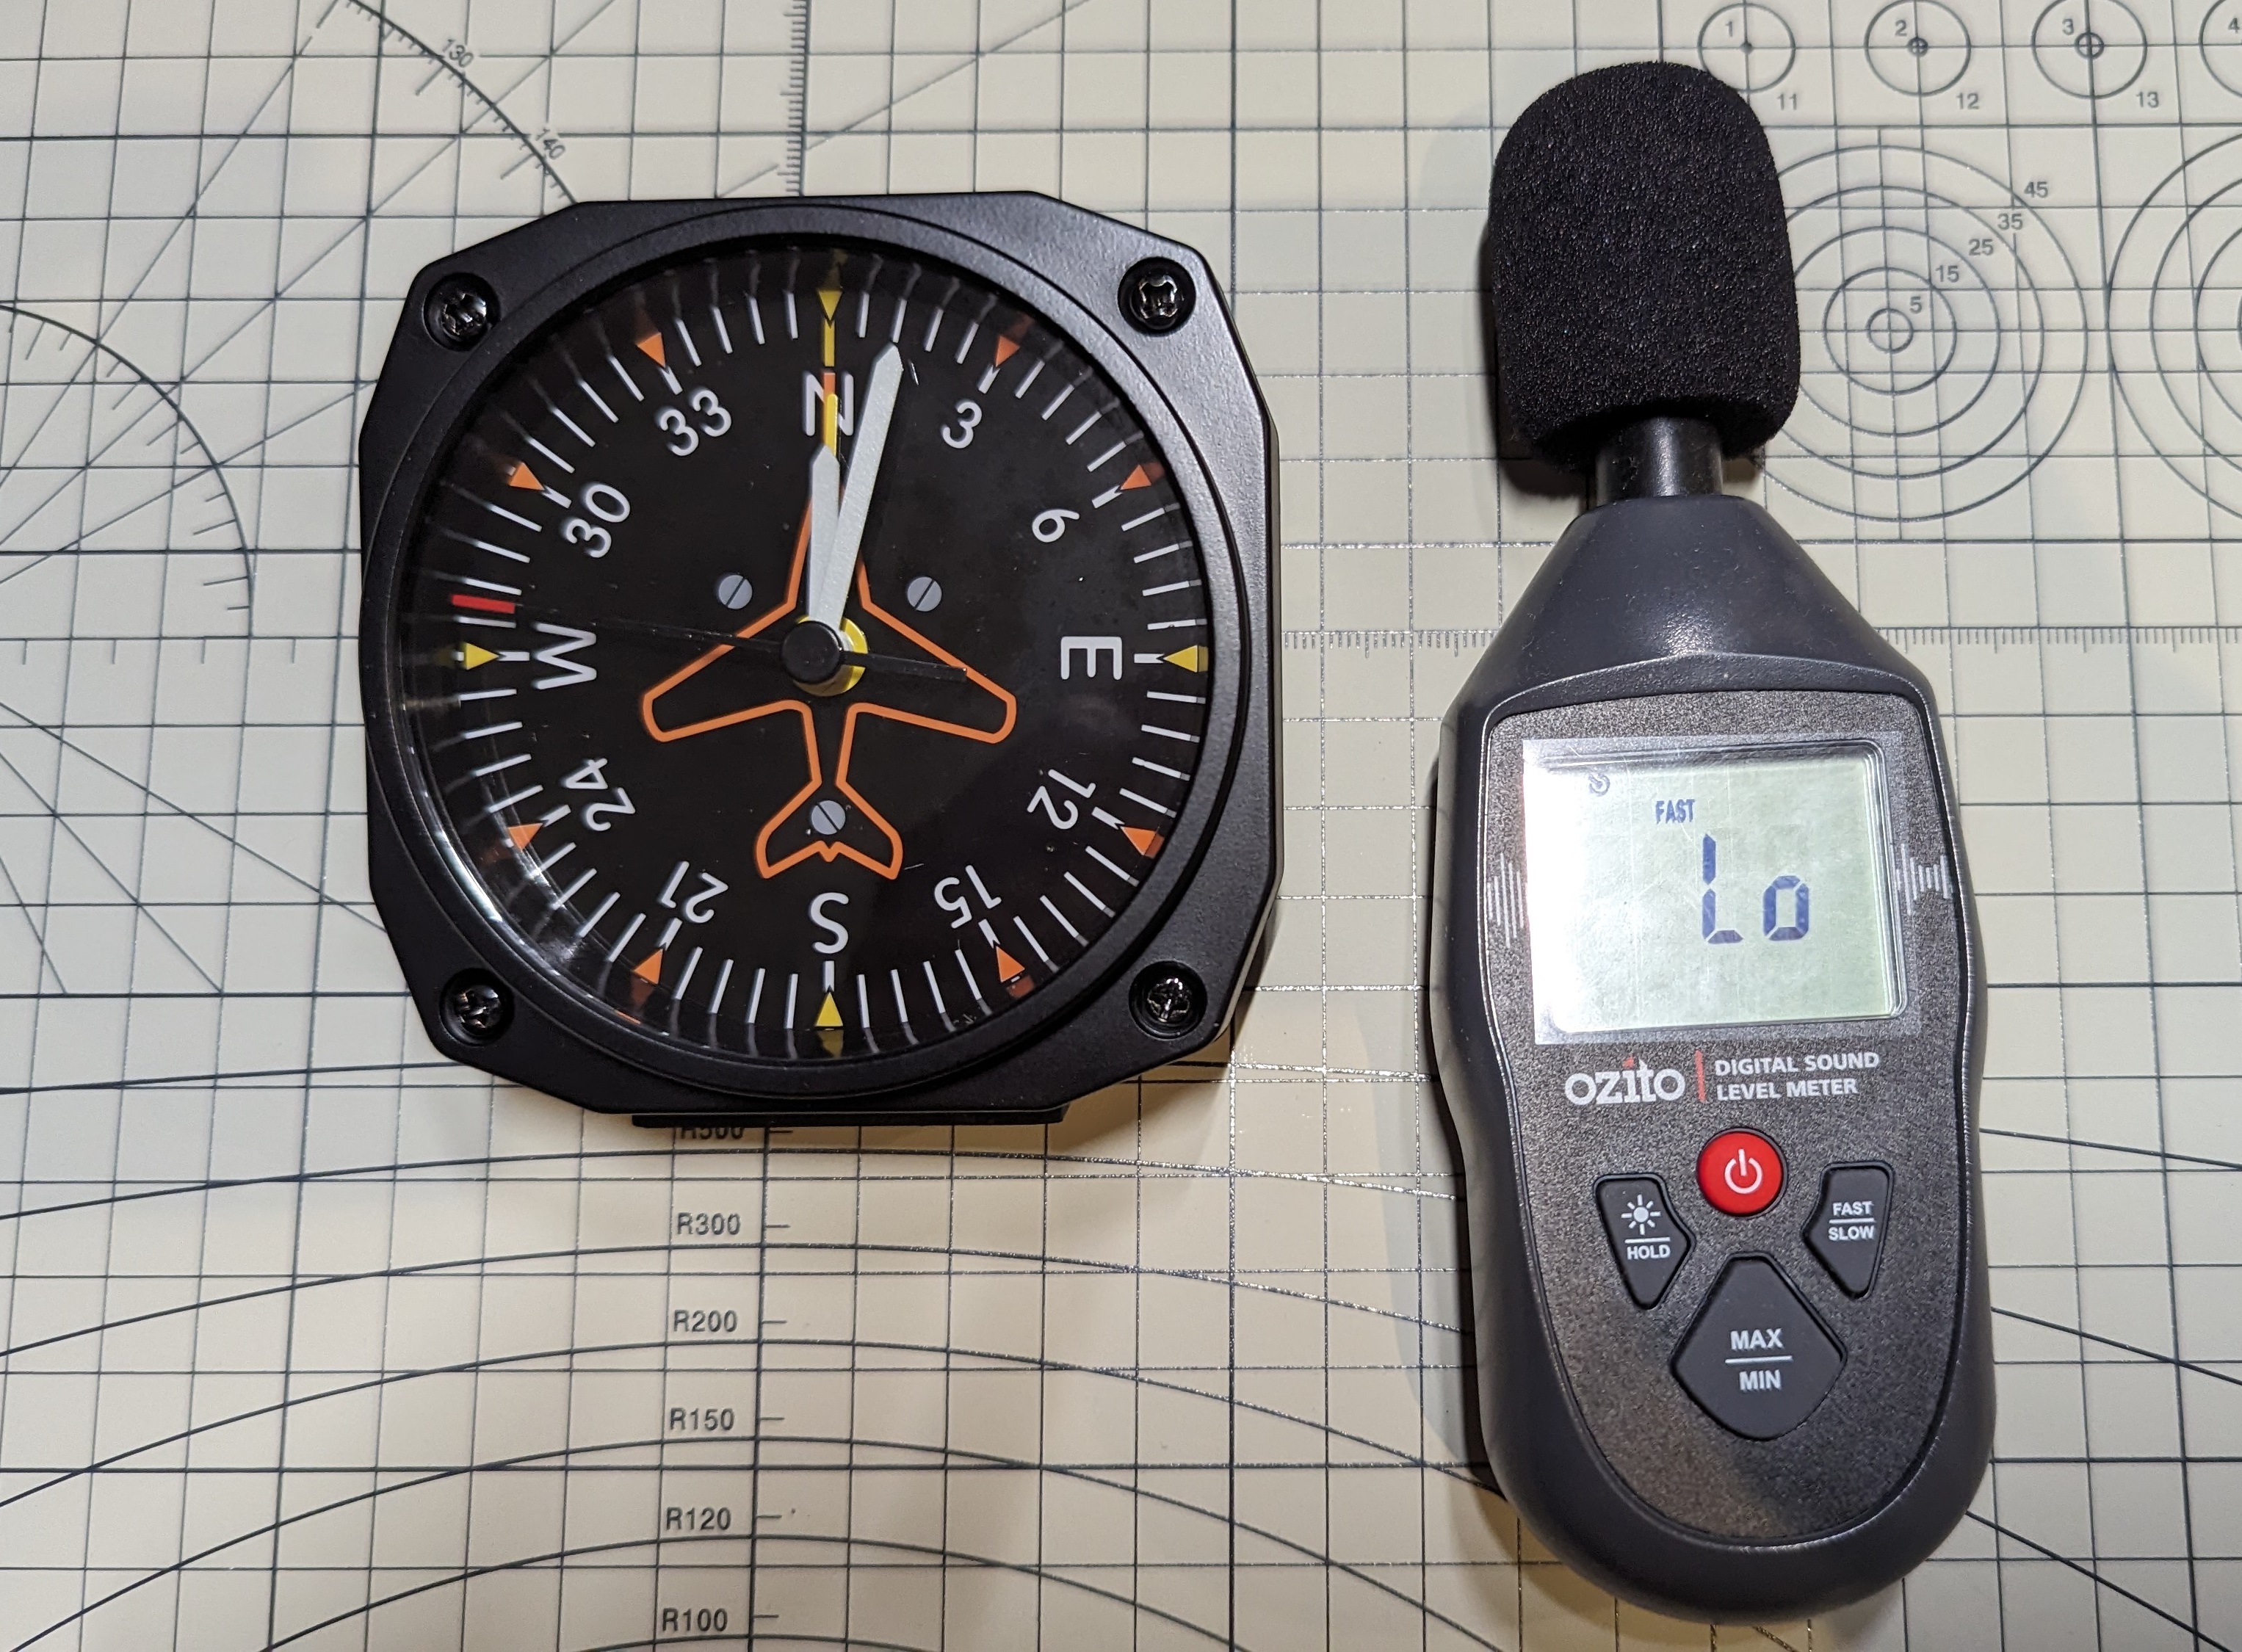 130
140
1
2
3
4
11
12
13
45
35
25
15
5
N
3
6
E
12
15
S
21
24
W
30
33
FAST
Lo
ozito
DIGITAL SOUND
LEVEL METER
HOLD
FAST
SLOW
MAX
MIN
R300
R200
R150
R120
R100